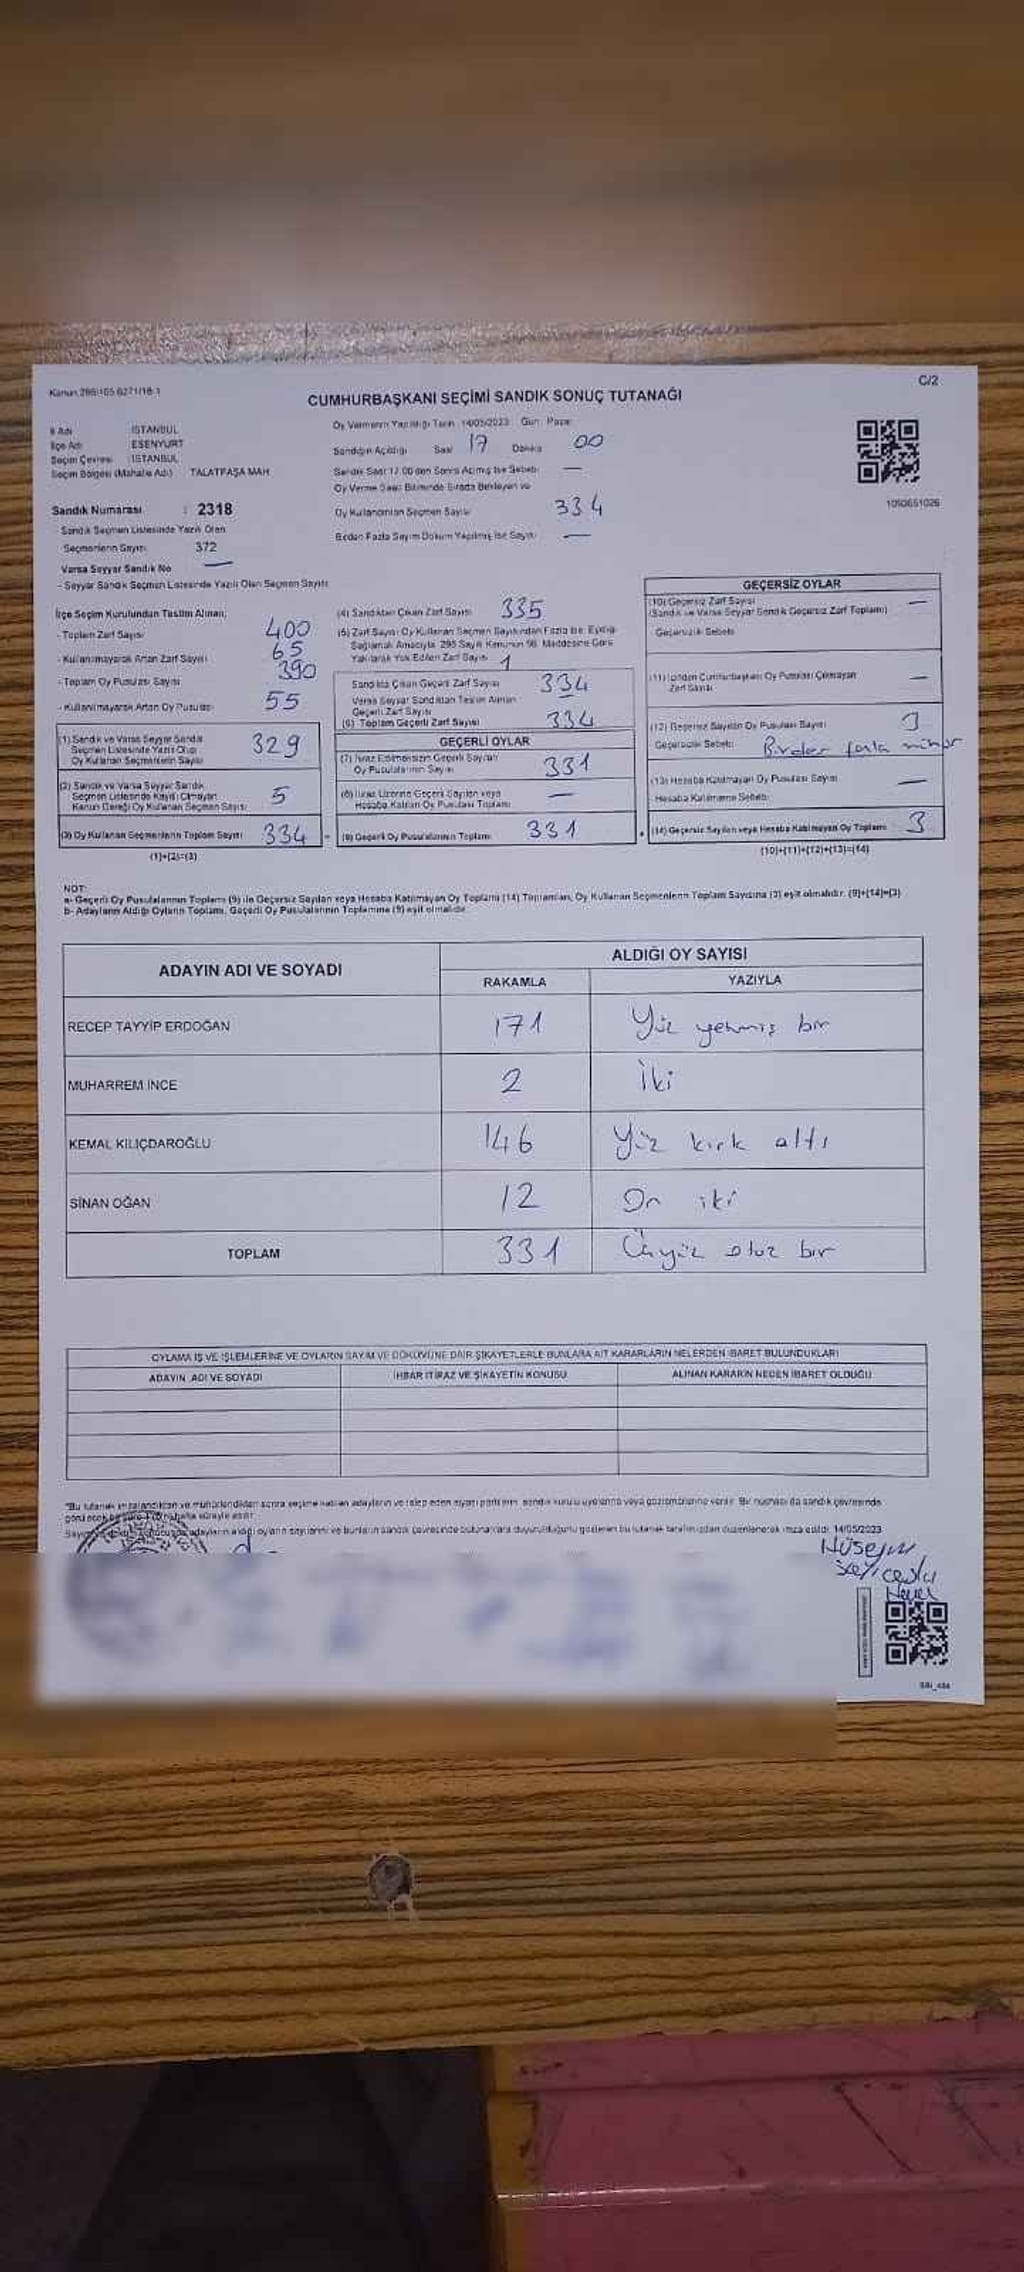 C/2
CUMHURBAŞKANI SEÇİMİ SANDIK SONUÇ TUTANAĞI
İl Adı : İSTANBUL
İlçe Adı : ESENYURT
Seçim Çevresi : İSTANBUL
Seçim Bölgesi (Mahalle Adı) TALATPAŞA MAH.
Sandık Numarası : 2318
- Sandık Seçmen Listesinde Yazılı Olan
Seçmenlerin Sayısı 372
Varsa Seyyar Sandık No —
- Seyyar Sandık Seçmen Listesinde Yazılı Olan Seçmen Sayısı
Oy Vermenin Yapıldığı Tarih 14/05/2023 Gün: Pazar
Sandığın Açıldığı Saat 17 Dakika 00
Sandık Saat 17.00'den Sonra Açılmış İse Sebebi —
Oy Verme Saati Bitiminde Sırada Bekleyen ve
Oy Kullanan Seçmen Sayısı 334
Birden Fazla Sayım Döküm Yapılmış İse Sayısı —
1050651026
İlçe Seçim Kurulundan Teslim Alınan;
- Toplam Zarf Sayısı 400
- Kullanılmayarak Artan Zarf Sayısı 65
- Toplam Oy Pusulası Sayısı 390
- Kullanılmayarak Artan Oy Pusulası 55
(1) Sandık ve Varsa Seyyar Sandık
Seçmen Listesinde Yazılı Olup
Oy Kullanan Seçmenlerin Sayısı 329
(2) Sandık ve Varsa Seyyar Sandık
Seçmen Listesinde Kayıtlı Olmayan
Kanun Gereği Oy Kullanan Seçmen Sayısı 5
(3) Oy Kullanan Seçmenlerin Toplam Sayısı 334
(1)+(2)=(3)
(4) Sandıktan Çıkan Zarf Sayısı 335
(5) Zarf Sayısı Oy Kullanan Seçmen Sayısından Fazla İse, Eşitliği
Sağlamak Amacıyla, 298 Sayılı Kanunun 98. Maddesine Göre
Yakılarak Yok Edilen Zarf Sayısı 1
Sandıkta Çıkan Geçerli Zarf Sayısı 334
Varsa Seyyar Sandıktan Teslim Alınan
Geçerli Zarf Sayısı —
(6) Toplam Geçerli Zarf Sayısı 334
GEÇERLİ OYLAR
(7) İtiraz Edilmeksizin Geçerli Sayılan
Oy Pusulalarının Sayısı 331
(8) İtiraz Üzerine Geçerli Sayılan veya
Hesaba Katılan Oy Pusulası Toplamı —
(9) Geçerli Oy Pusulalarının Toplamı 331
GEÇERSİZ OYLAR
(10) Geçersiz Zarf Sayısı —
(Sandık ve Varsa Seyyar Sandık Geçersiz Zarf Toplamı)
Geçersizlik Sebebi
(11) İçinden Cumhurbaşkanı Oy Pusulası Çıkmayan
Zarf Sayısı —
(12) Geçersiz Sayılan Oy Pusulası Sayısı 3
Geçersizlik Sebebi Birden fazla mühür
(13) Hesaba Katılmayan Oy Pusulası Sayısı —
Hesaba Katılmama Sebebi
(14) Geçersiz Sayılan veya Hesaba Katılmayan Oy Toplamı 3
(10)+(11)+(12)+(13)=(14)
NOT:
a- Geçerli Oy Pusulalarının Toplamı (9) ile Geçersiz Sayılan veya Hesaba Katılmayan Oy Toplamı (14) Toplamları, Oy Kullanan Seçmenlerin Toplam Sayısına (3) eşit olmalıdır. (9)+(14)=(3)
b- Adayların Aldığı Oyların Toplamı, Geçerli Oy Pusulalarının Toplamına (9) eşit olmalıdır.
ADAYIN ADI VE SOYADI
ALDIĞI OY SAYISI
RAKAMLA YAZIYLA
RECEP TAYYİP ERDOĞAN 171 Yüz yetmiş bir
MUHARREM İNCE 2 İki
KEMAL KILIÇDAROĞLU 146 Yüz kırk altı
SİNAN OĞAN 12 On iki
TOPLAM 331 Üçyüz otuz bir
OYLAMA İŞ VE İŞLEMLERİNE VE OYLARIN SAYIM VE DÖKÜMÜNE DAİR ŞİKAYETLERLE BUNLARA AİT KARARLARIN NELERDEN İBARET BULUNDUKLARI
ADAYIN ADI VE SOYADI İHBAR İTİRAZ VE ŞİKAYETİN KONUSU ALINAN KARARIN NEDEN İBARET OLDUĞU
"Bu tutanak imzalandıktan ve mühürlendikten sonra seçime katılan adayların ve talep eden siyasi partilerin sandık kurulu üyelerine veya gözlemcilerine verilir. Bir nüshası da sandık çevresinde
adayların aldığı oyların sayılarını ve bunların sandık çevresinde bulunanlara duyurulduğunu gösteren bu tutanak tarafımızdan düzenlenerek imza edildi. 14/05/2023
Hüseyin